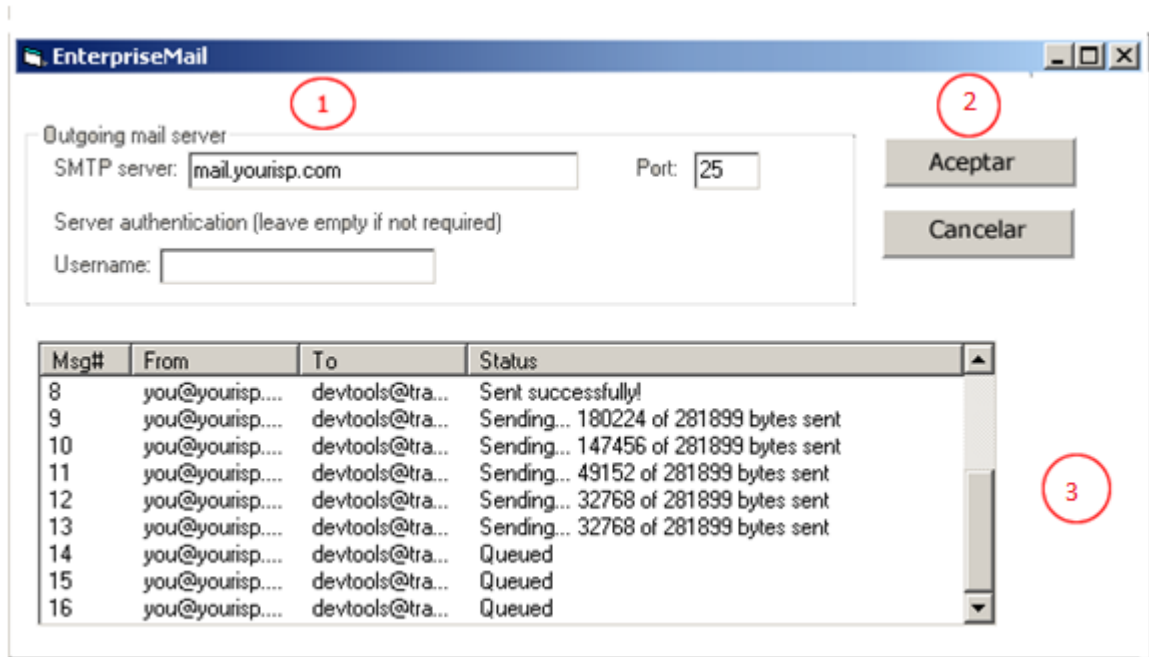 EnterpriseMail
1
2
Outgoing mail server
SMTP server: mail.yourisp.com Port: 25
Aceptar
Server authentication (leave empty if not required)
Cancelar
Username:
Msg# From To Status
8 you@yourisp.... devtools@tra... Sent successfully!
9 you@yourisp.... devtools@tra... Sending... 180224 of 281899 bytes sent
10 you@yourisp.... devtools@tra... Sending... 147456 of 281899 bytes sent
11 you@yourisp.... devtools@tra... Sending... 49152 of 281899 bytes sent
12 you@yourisp.... devtools@tra... Sending... 32768 of 281899 bytes sent
13 you@yourisp.... devtools@tra... Sending... 32768 of 281899 bytes sent
14 you@yourisp.... devtools@tra... Queued
15 you@yourisp.... devtools@tra... Queued
16 you@yourisp.... devtools@tra... Queued
3